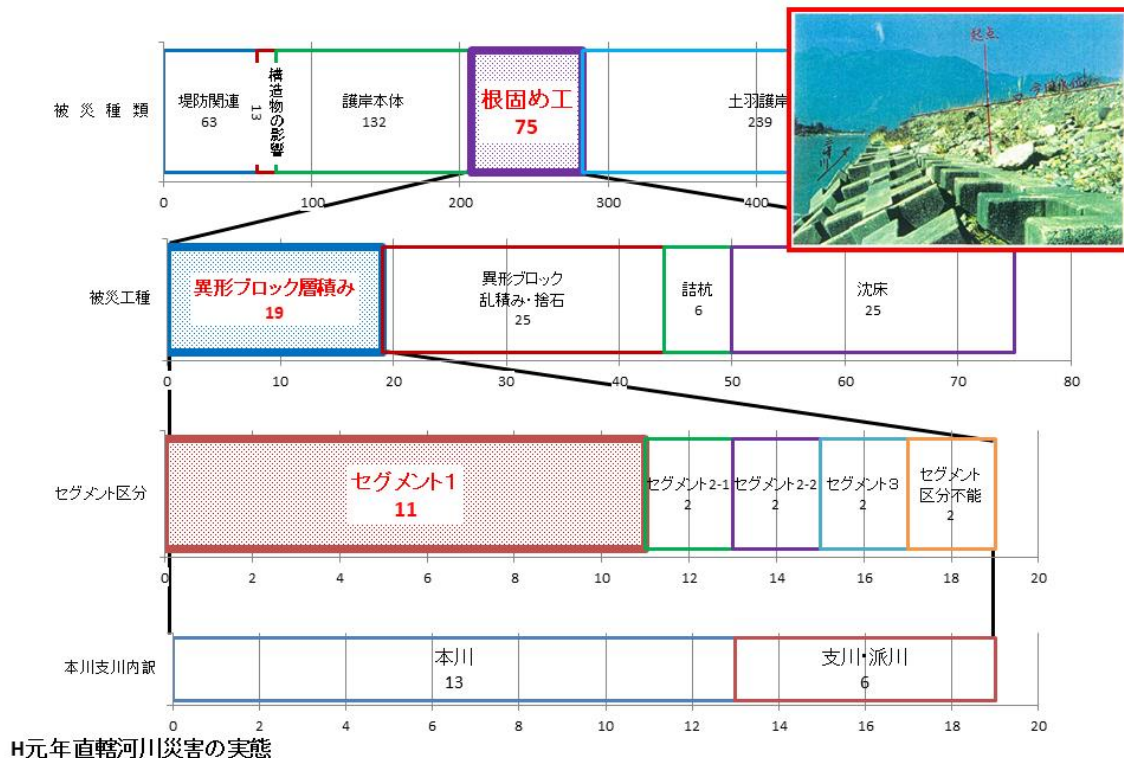 起点
被災種類
堤防関連
63
13
構造物の影響
護岸本体
132
根固め工
75
土羽護岸
239
0 100 200 300 400
被災工種
異形ブロック層積み
19
異形ブロック
乱積み・捨石
25
詰杭
6
沈床
25
0 10 20 30 40 50 60 70 80
セグメント区分
セグメント1
11
セグメント2-1
2
セグメント2-2
2
セグメント3
2
セグメント
区分不能
2
0 2 4 6 8 10 12 14 16 18 20
本川支川内訳
本川
13
支川・派川
6
0 2 4 6 8 10 12 14 16 18 20
H元年直轄河川災害の実態